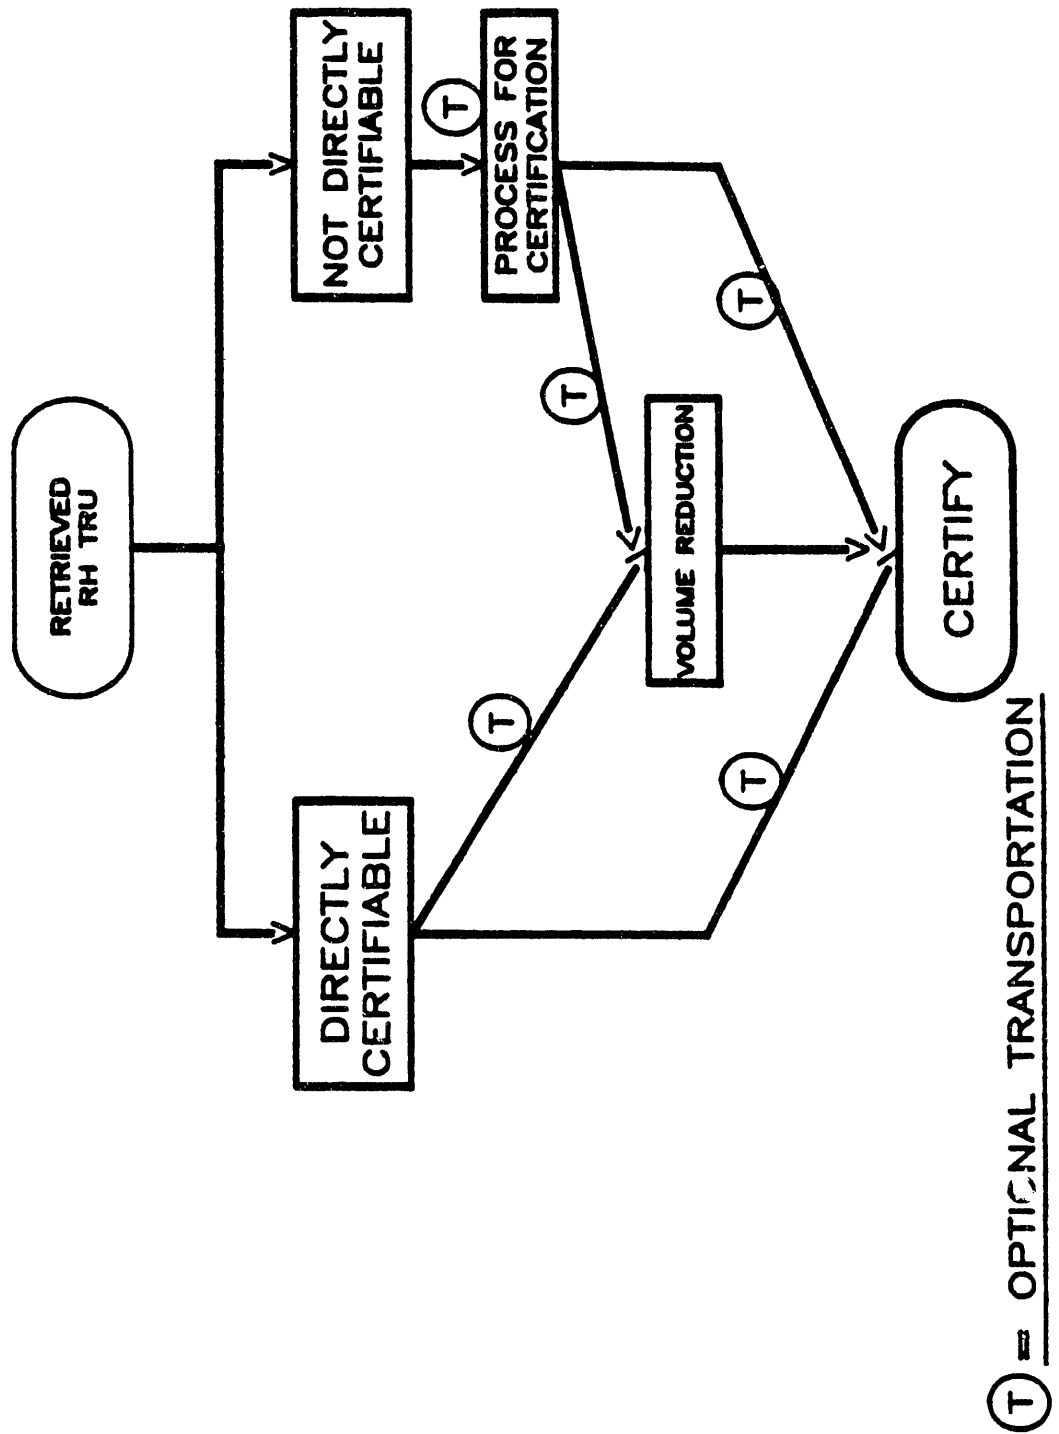 RETRIEVED
RH TRU
NOT DIRECTLY
CERTIFIABLE
T
PROCESS FOR
CERTIFICATION
DIRECTLY
CERTIFIABLE
T
T
VOLUME REDUCTION
T
T
CERTIFY
T = OPTIONAL TRANSPORTATION